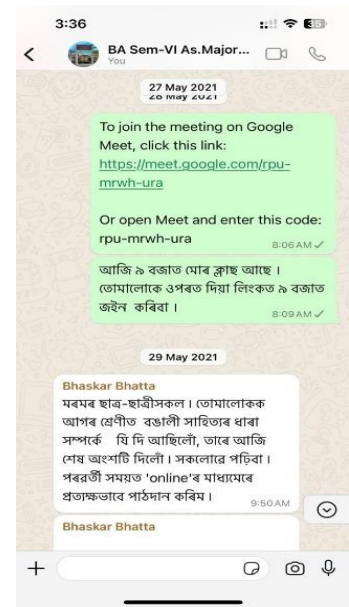 3:36
35
BA Sem-VI As.Major...
You
27 May 2021
28 May 2021
To join the meeting on Google
Meet, click this link:
https://meet.google.com/rpu-
mrwh-ura
Or open Meet and enter this code:
rpu-mrwh-ura
8:06 AM
আজি ৯ বজাত মোৰ ক্লাছ আছে ।
তোমালোকে ওপৰত দিয়া লিংকত ৯ বজাত
জইন কৰিবা ।
8:09 AM
29 May 2021
Bhaskar Bhatta
মৰমৰ ছাত্ৰ-ছাত্ৰীসকল । তোমালোকক
আগৰ শ্ৰেণীত বঙালী সাহিত্যৰ ধাৰা
সম্পৰ্কে যি দি আছিলোঁ, তাৰে আজি
শেষ অংশটি দিলোঁ । সকলোৱে পঢ়িবা ।
পৰৱৰ্তী সময়ত 'online'ৰ মাধ্যমেৰে
প্ৰত্যক্ষভাবে পাঠদান কৰিম ।
9:50 AM
Bhaskar Bhatta